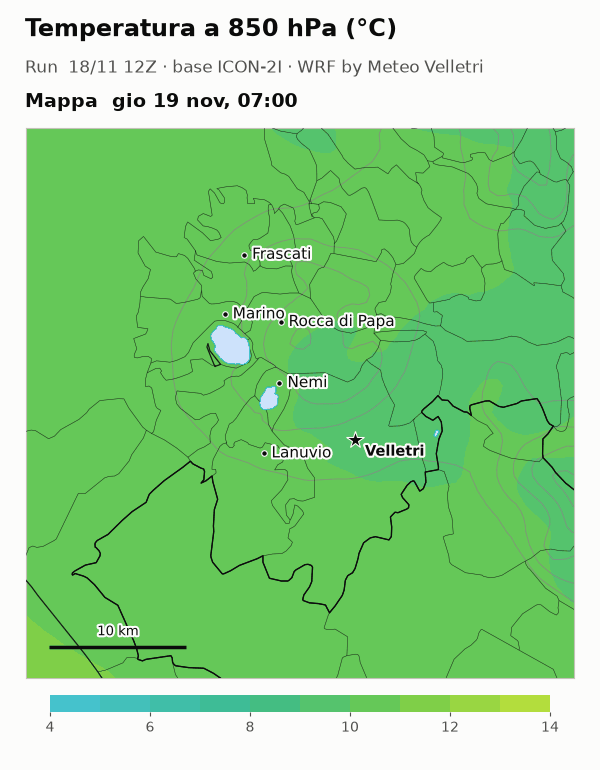 Temperatura a 850 hPa (°C)
Run  18/11 12Z · base ICON-2I · WRF by Meteo Velletri
Mappa  gio 19 nov, 07:00
Frascati
Marino
Rocca di Papa
Nemi
Velletri
Lanuvio
10 km
4 6 8 10 12 14